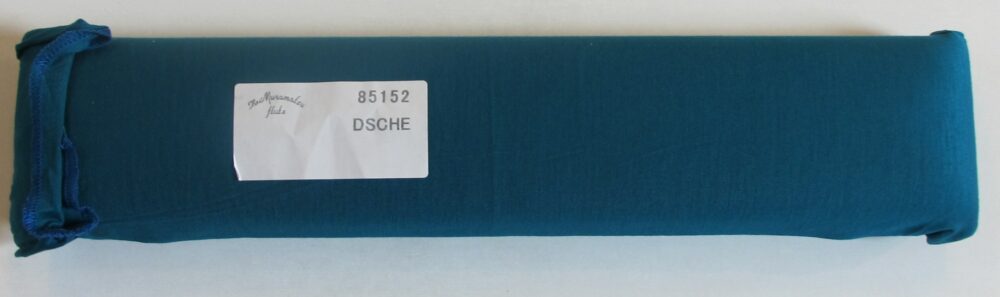 The Muramatsu
flute
85152
DSCHE